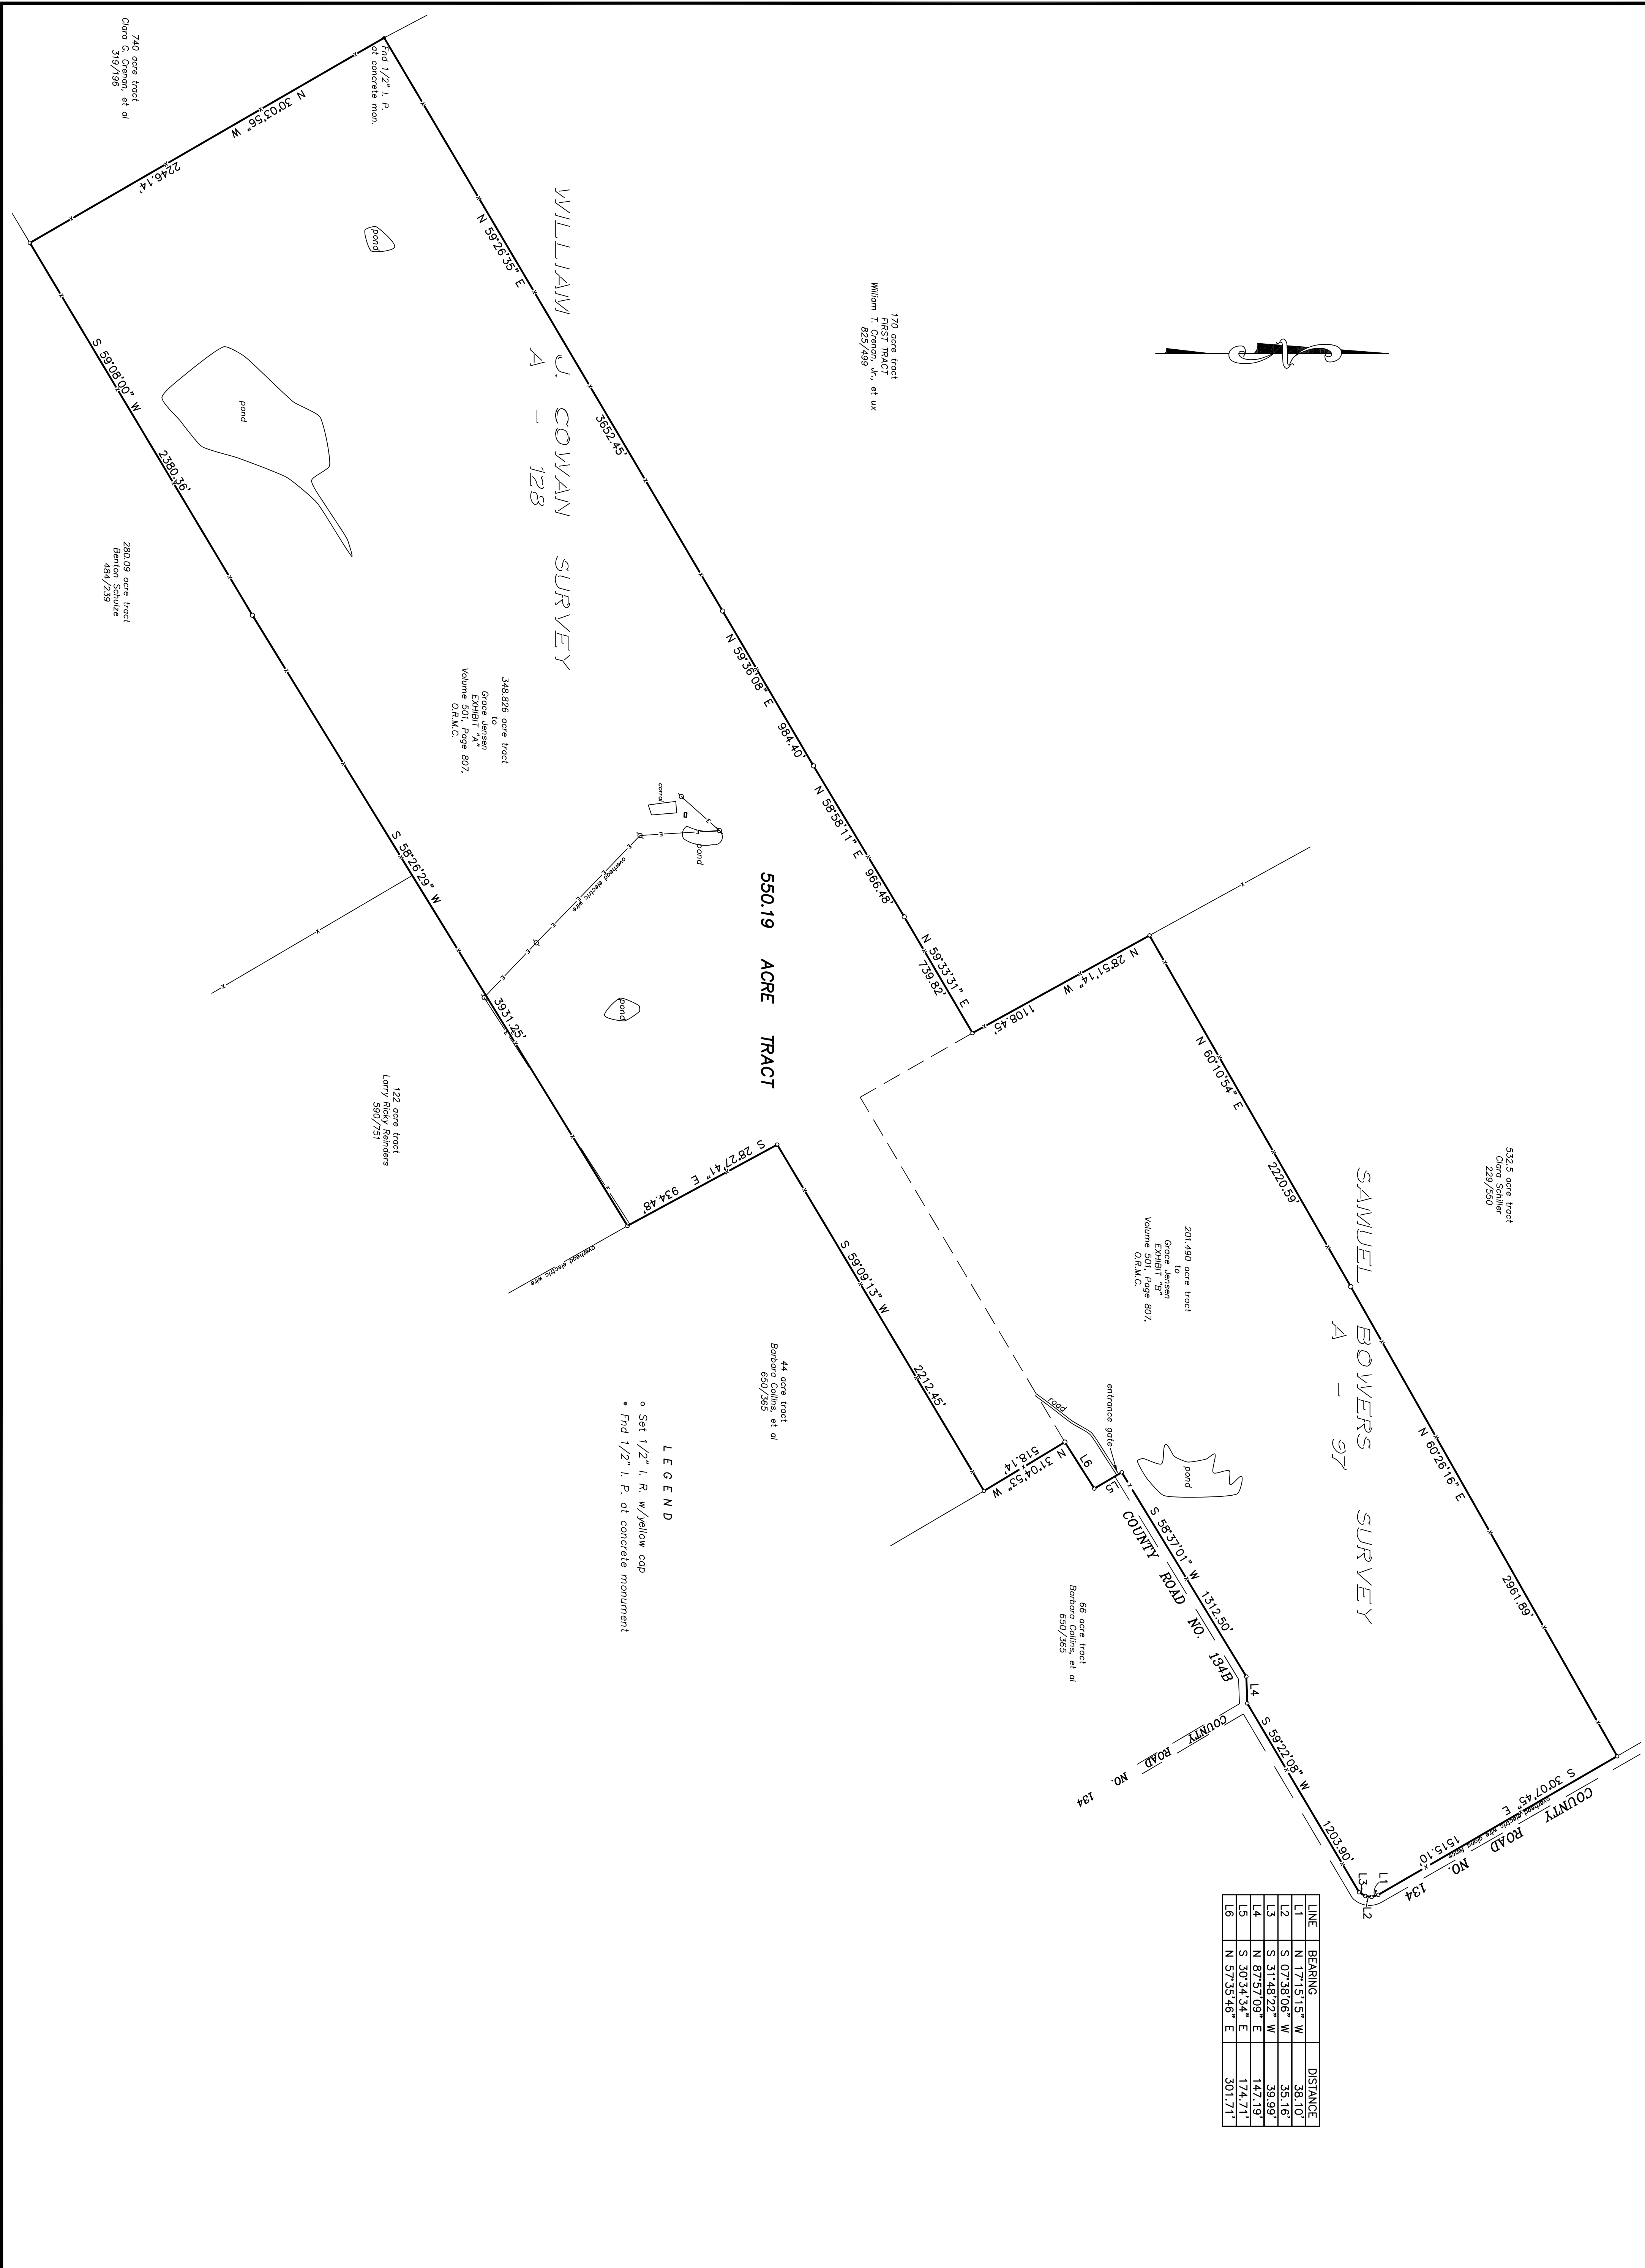 532.5 acre tract
Clara Schiller
229/550
SAMUEL BOWERS SURVEY
A - 97
N 60°10'54" E
2220.59'
N 60°26'16" E
2961.89'
S 30°07'45" E
1515.10'
overhead electric wire along fence
COUNTY ROAD NO. 134
L1
L2
L3
S 59°22'08" W
1203.90'
L4
COUNTY ROAD NO. 134
S 58°37'01" W
1312.50'
COUNTY ROAD NO. 134B
L5
L6
entrance gate
road
pond
201.490 acre tract
to
Grace Jensen
EXHIBIT "B"
Volume 501, Page 807,
O.R.M.C.
N 28°51'14" W
1108.45'
170 acre tract
FIRST TRACT
William T. Crenan, Jr., et ux
825/499
N 59°33'31" E
739.82'
N 58°58'11" E
966.48'
N 59°36'08" E
984.40'
N 59°26'35" E
3652.45'
WILLIAM J. COWAN SURVEY
A - 128
Fnd 1/2" I. P.
at concrete mon.
N 30°03'56" W
2246.14'
740 acre tract
Clara G. Crenan, et al
319/196
pond
pond
S 59°08'00" W
2380.36'
280.09 acre tract
Benton Schulze
484/239
348.826 acre tract
to
Grace Jensen
EXHIBIT "A"
Volume 501, Page 807,
O.R.M.C.
corral
pond
overhead electric wire
550.19 ACRE TRACT
pond
S 58°26'29" W
3931.25'
122 acre tract
Larry Ricky Reinders
590/751
S 28°27'41" E
934.48'
overhead electric wire
S 59°09'13" W
2212.45'
44 acre tract
Barbara Collins, et al
650/365
N 31°04'53" W
518.14'
66 acre tract
Barbara Collins, et al
650/365
LEGEND
Set 1/2" I. R. w/yellow cap
Fnd 1/2" I. P. at concrete monument
LINE BEARING DISTANCE
L1 N 17°15'15" W 38.10'
L2 S 07°38'06" W 35.16'
L3 S 31°48'22" W 39.99'
L4 N 87°57'09" E 147.19'
L5 S 30°34'34" E 174.71'
L6 N 57°35'46" E 301.71'